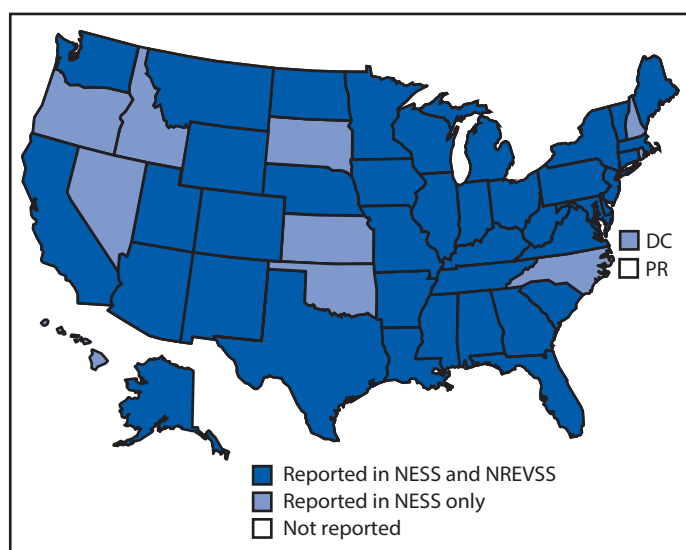 DC
PR
Reported in NESS and NREVSS
Reported in NESS only
Not reported